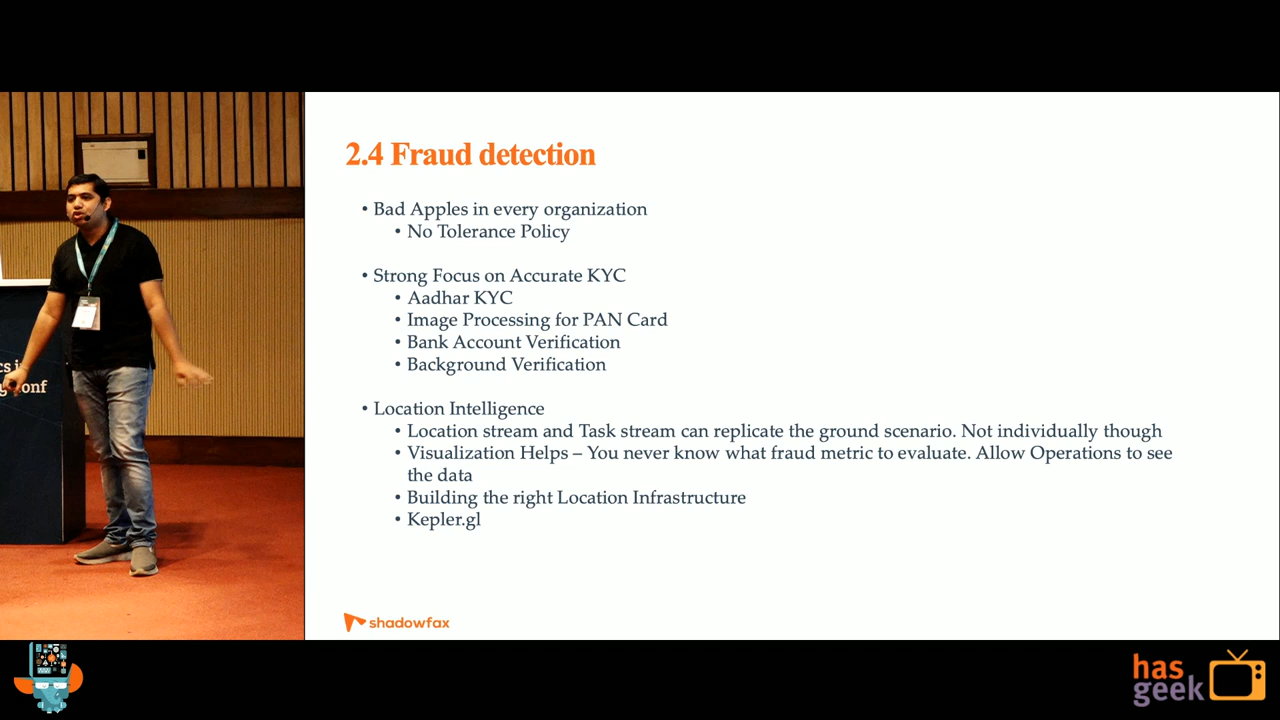 2.4 Fraud detection
• Bad Apples in every organization
• No Tolerance Policy
• Strong Focus on Accurate KYC
• Aadhar KYC
• Image Processing for PAN Card
• Bank Account Verification
• Background Verification
• Location Intelligence
• Location stream and Task stream can replicate the ground scenario. Not individually though
• Visualization Helps – You never know what fraud metric to evaluate. Allow Operations to see
the data
• Building the right Location Infrastructure
• Kepler.gl
shadowfax
conf
has
geek